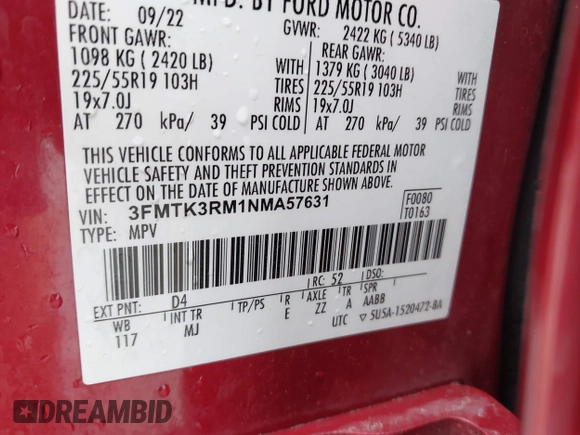 DATE: 09/22
MFD. BY FORD MOTOR CO.
GVWR: 2422 KG ( 5340 LB)
FRONT GAWR:
1098 KG ( 2420 LB)
225/55R19 103H
19x7.0J
WITH
TIRES
RIMS
AT 270 kPa/ 39 PSI COLD
REAR GAWR:
1379 KG ( 3040 LB)
225/55R19 103H
19x7.0J
WITH
TIRES
RIMS
AT 270 kPa/ 39 PSI COLD
THIS VEHICLE CONFORMS TO ALL APPLICABLE FEDERAL MOTOR
VEHICLE SAFETY AND THEFT PREVENTION STANDARDS IN
EFFECT ON THE DATE OF MANUFACTURE SHOWN ABOVE.
VIN: 3FMTK3RM1NMA57631
F0080
T0163
TYPE: MPV
RC: 52 DSO:
EXT PNT: D4
WB INT TR TP/PS R AXLE TR SPR
117 MJ E ZZ A AABB
UTC ▽ 5U5A-1520472-BA
DREAMBID